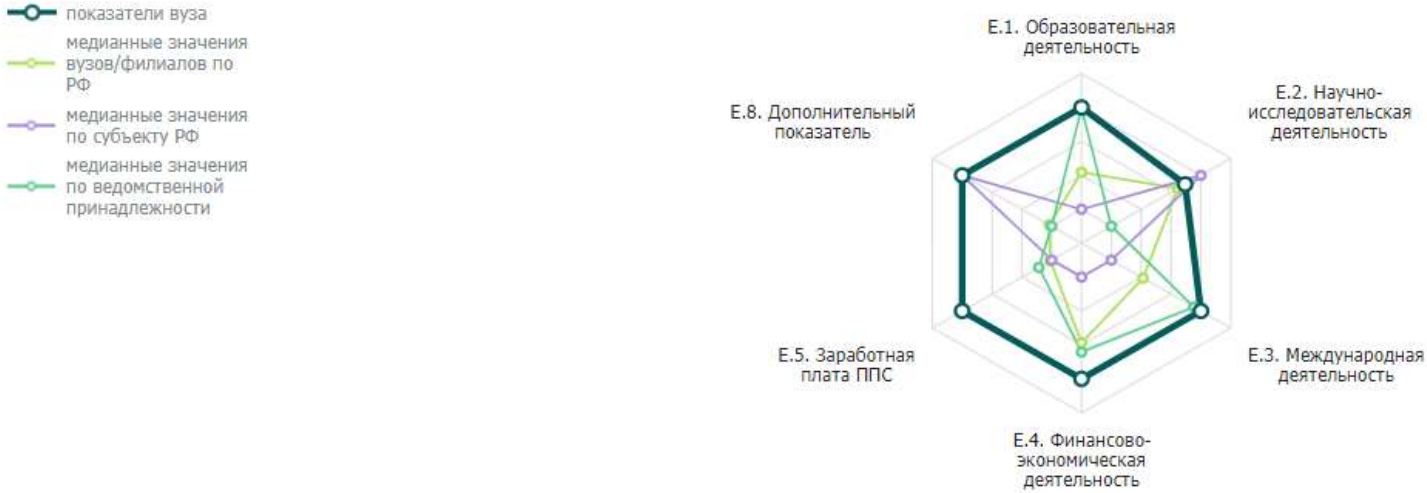 показатели вуза
медианные значения
вузов/филиалов по
РФ
медианные значения
по субъекту РФ
медианные значения
по ведомственной
принадлежности
E.1. Образовательная
деятельность
E.2. Научно-
исследовательская
деятельность
E.8. Дополнительный
показатель
E.5. Заработная
плата ППС
E.3. Международная
деятельность
E.4. Финансово-
экономическая
деятельность